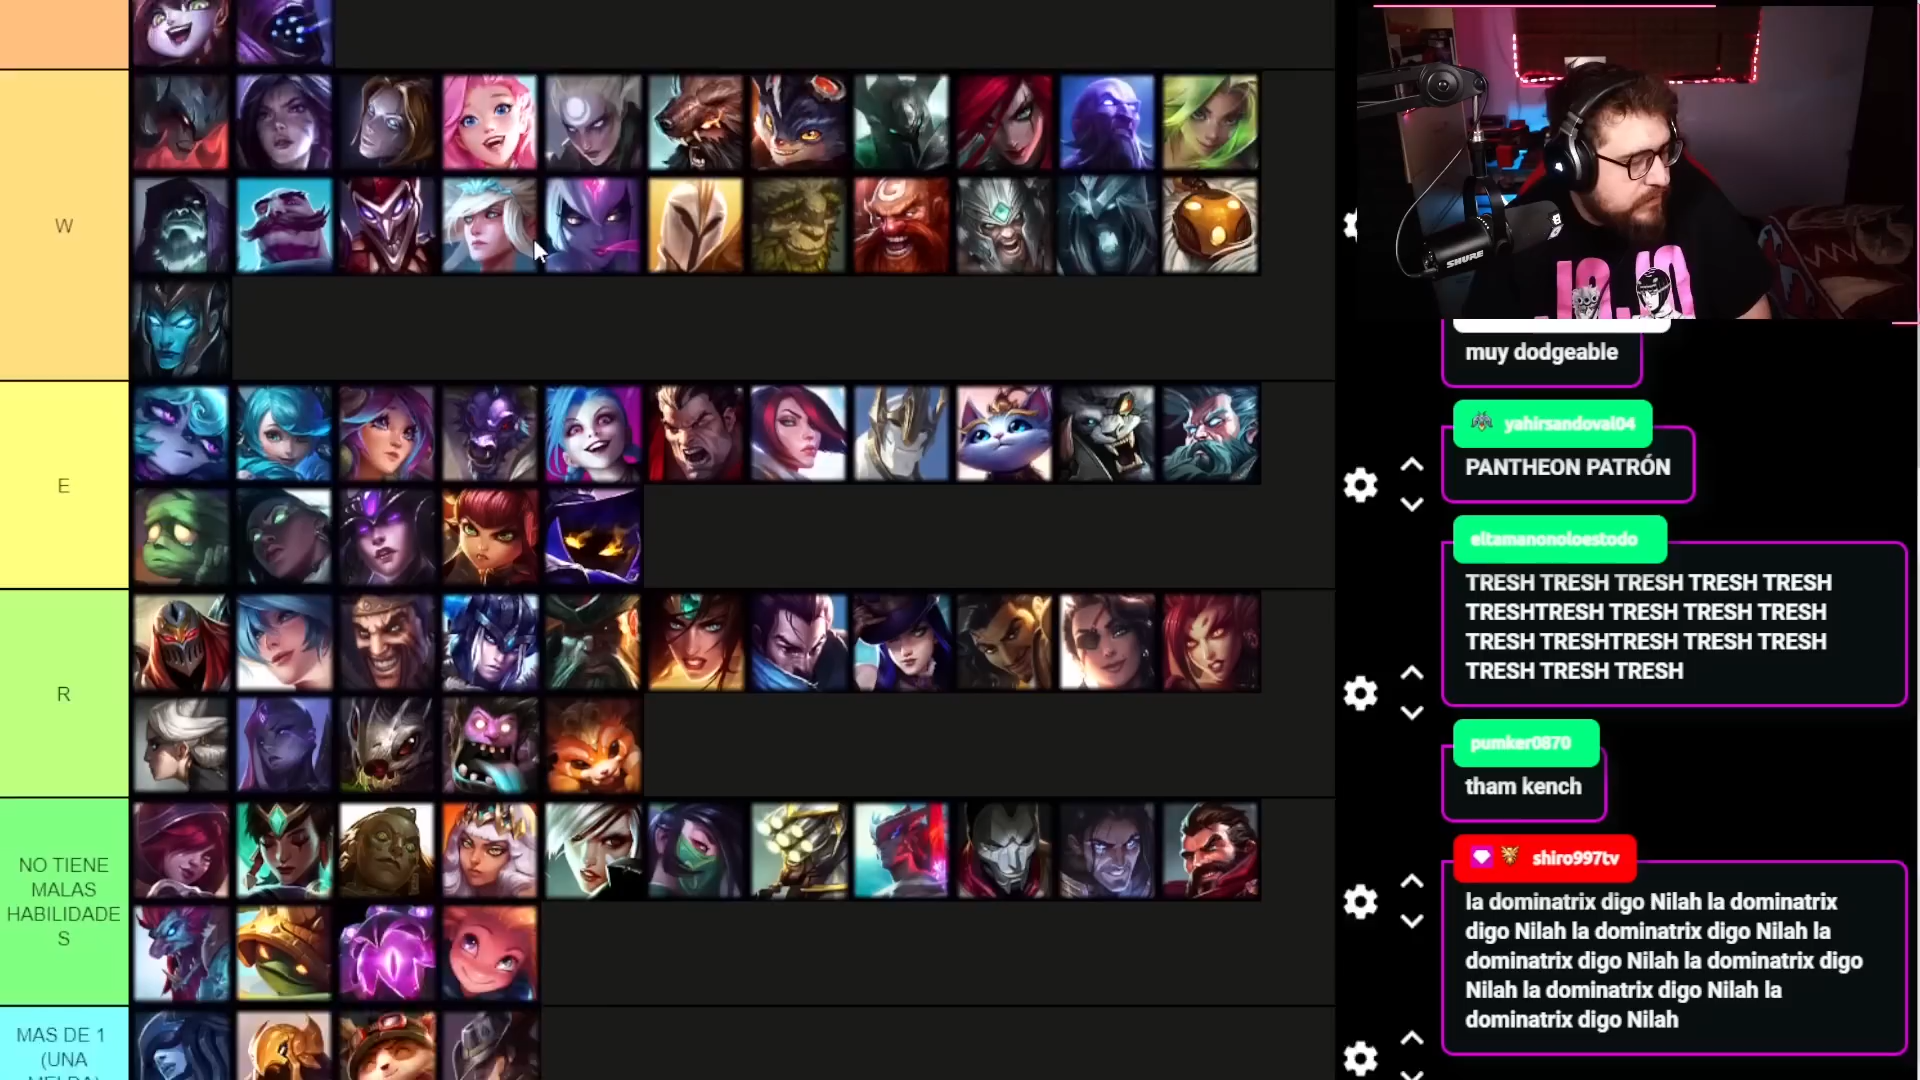 W
E
R
NO TIENE
MALAS
HABILIDADE
S
MAS DE 1
(UNA
SHURE
muy dodgeable
yahirsandoval04
PANTHEON PATRÓN
eltamanonoloestodo
TRESH TRESH TRESH TRESH TRESH
TRESHTRESH TRESH TRESH TRESH
TRESH TRESHTRESH TRESH TRESH
TRESH TRESH TRESH
pumker0870
tham kench
shiro997tv
la dominatrix digo Nilah la dominatrix
digo Nilah la dominatrix digo Nilah la
dominatrix digo Nilah la dominatrix digo
Nilah la dominatrix digo Nilah la
dominatrix digo Nilah